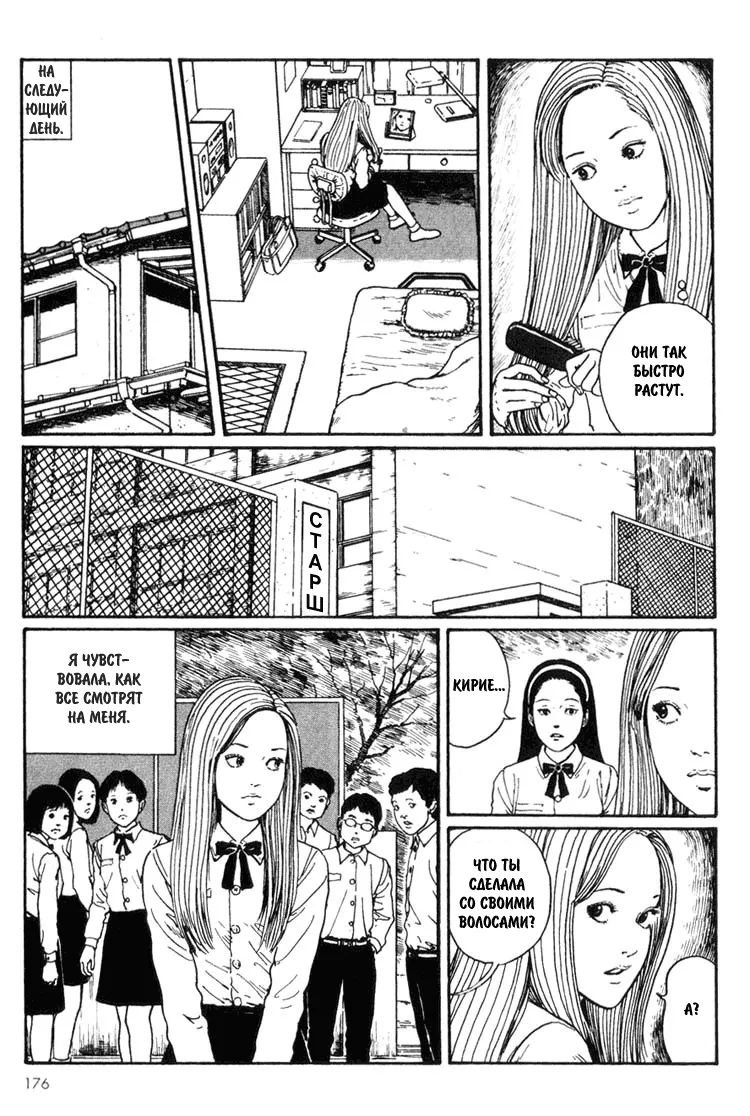 НА
СЛЕДУ-
ЮЩИЙ
ДЕНЬ.
ОНИ ТАК
БЫСТРО
РАСТУТ.
СТАРШ
Я ЧУВСТ-
ВОВАЛА, КАК
ВСЕ СМОТРЯТ
НА МЕНЯ.
КИРИЕ...
ЧТО ТЫ
СДЕЛАЛА
СО СВОИМИ
ВОЛОСАМИ?
А?
176